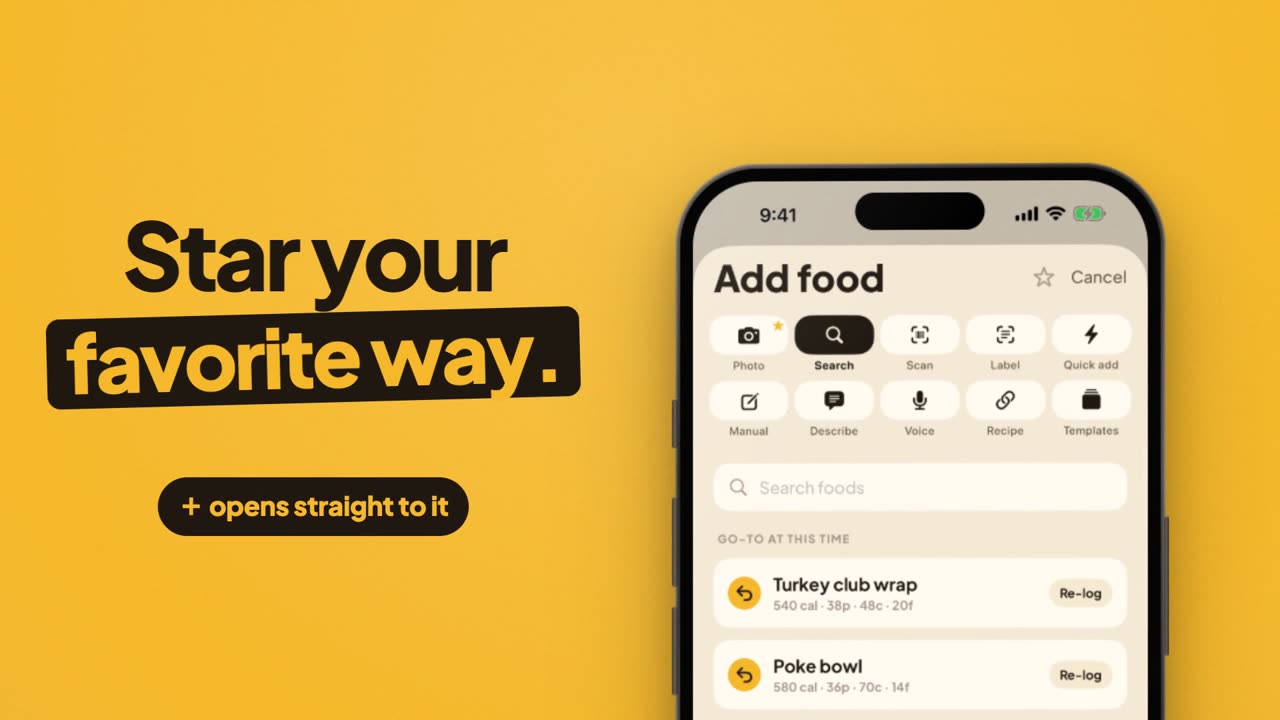 Star your
favorite way.
+ opens straight to it
9:41
Add food
Cancel
Photo
Search
Scan
Label
Quick add
Manual
Describe
Voice
Recipe
Templates
Search foods
GO-TO AT THIS TIME
Turkey club wrap
540 cal · 38p · 48c · 20f
Re-log
Poke bowl
580 cal · 36p · 70c · 14f
Re-log